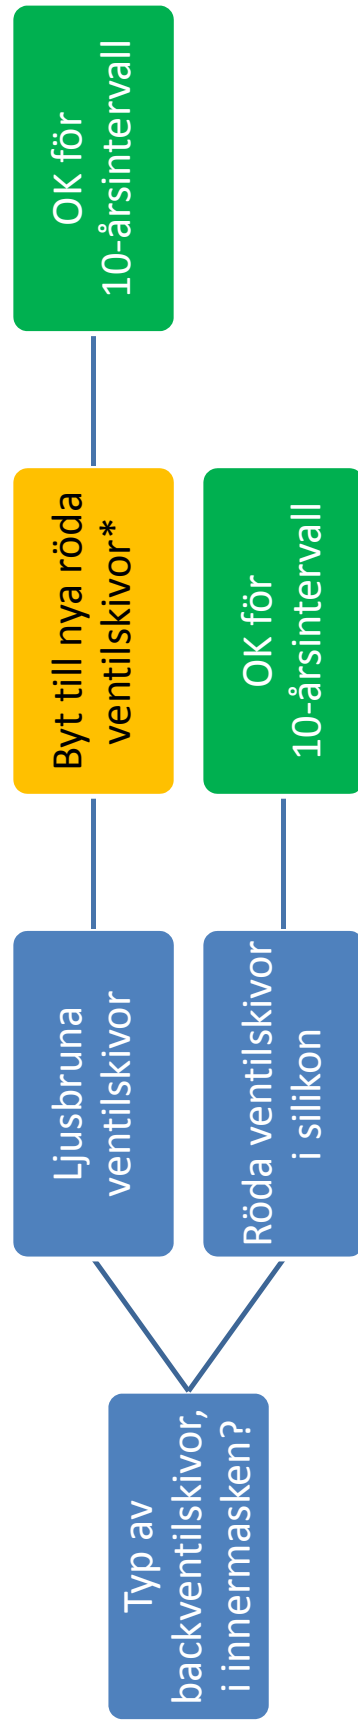 Typ av
backventilskivor,
i innermasken?
Ljusbruna
ventilskivor
Byt till nya röda
ventilskivor*
OK för
10-årsintervall
Röda ventilskivor
i silikon
OK för
10-årsintervall